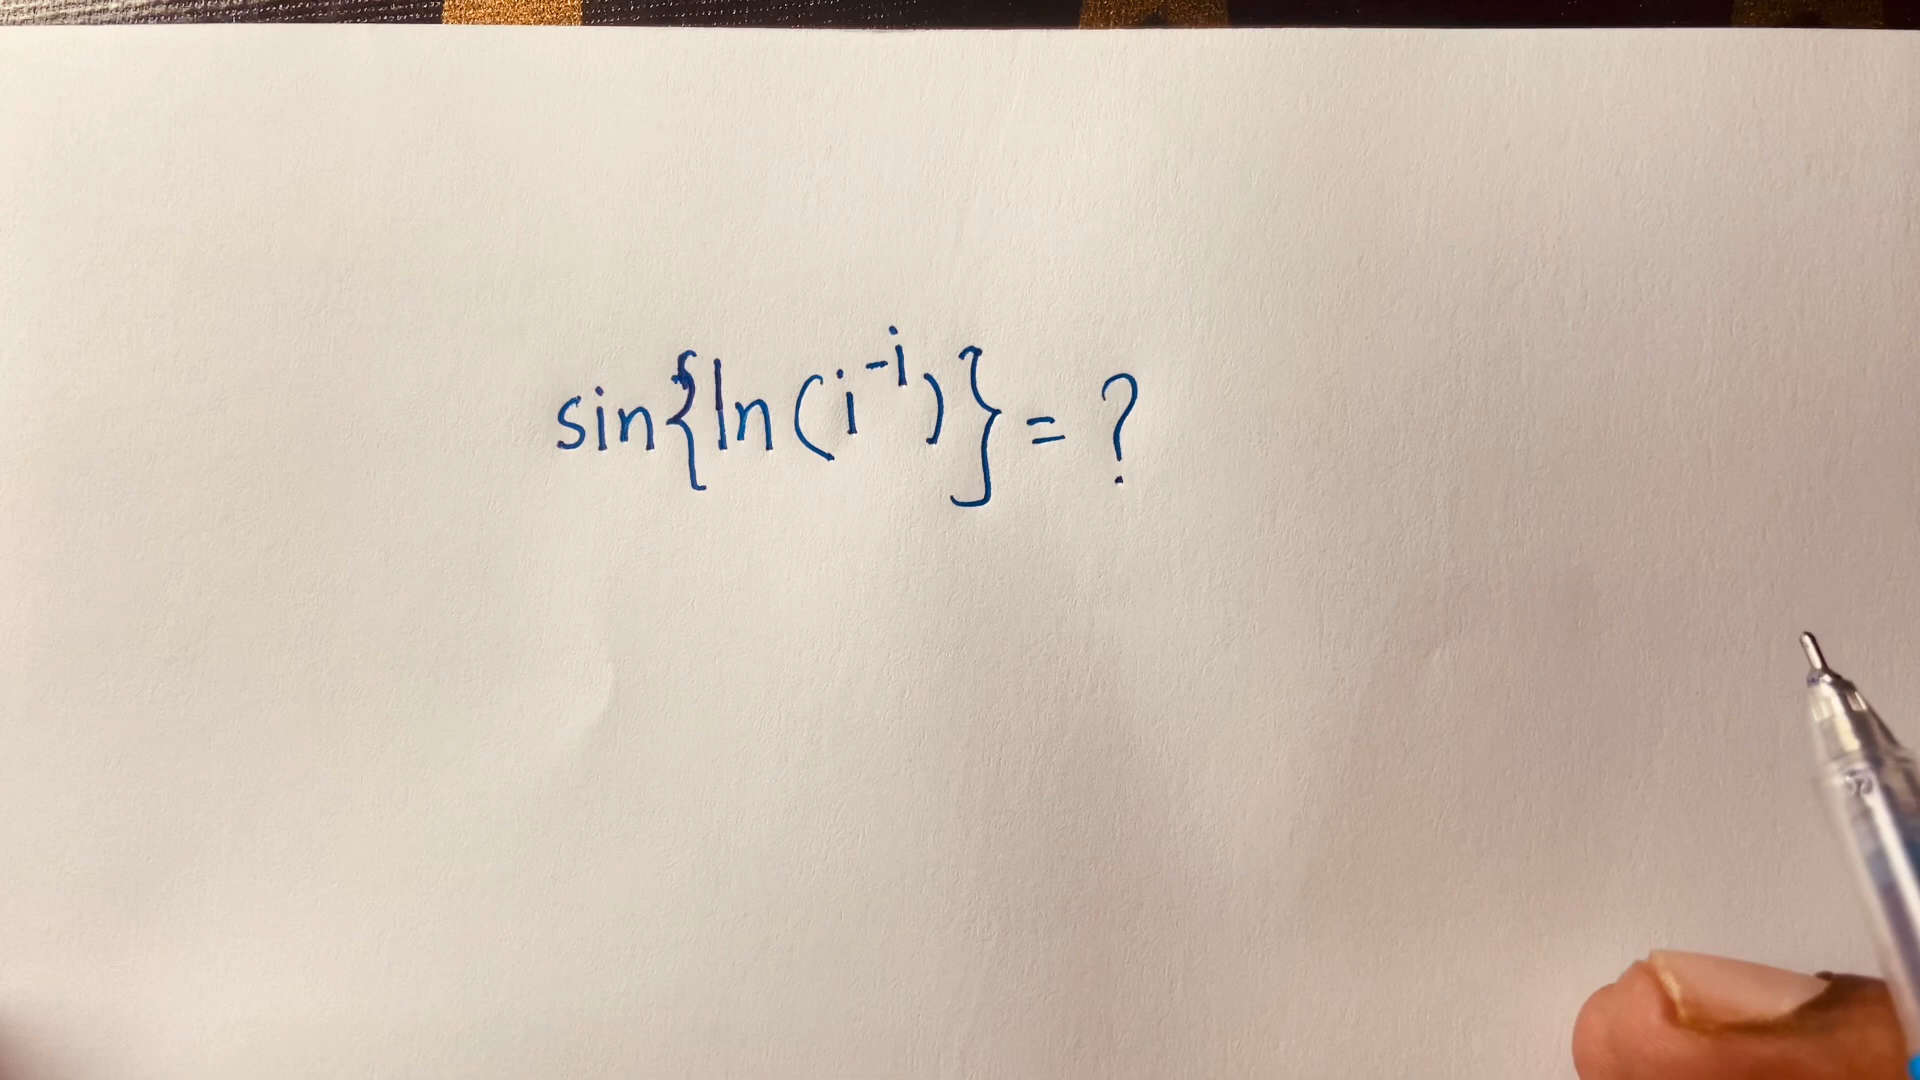 sin{ln(i⁻ⁱ)} = ?